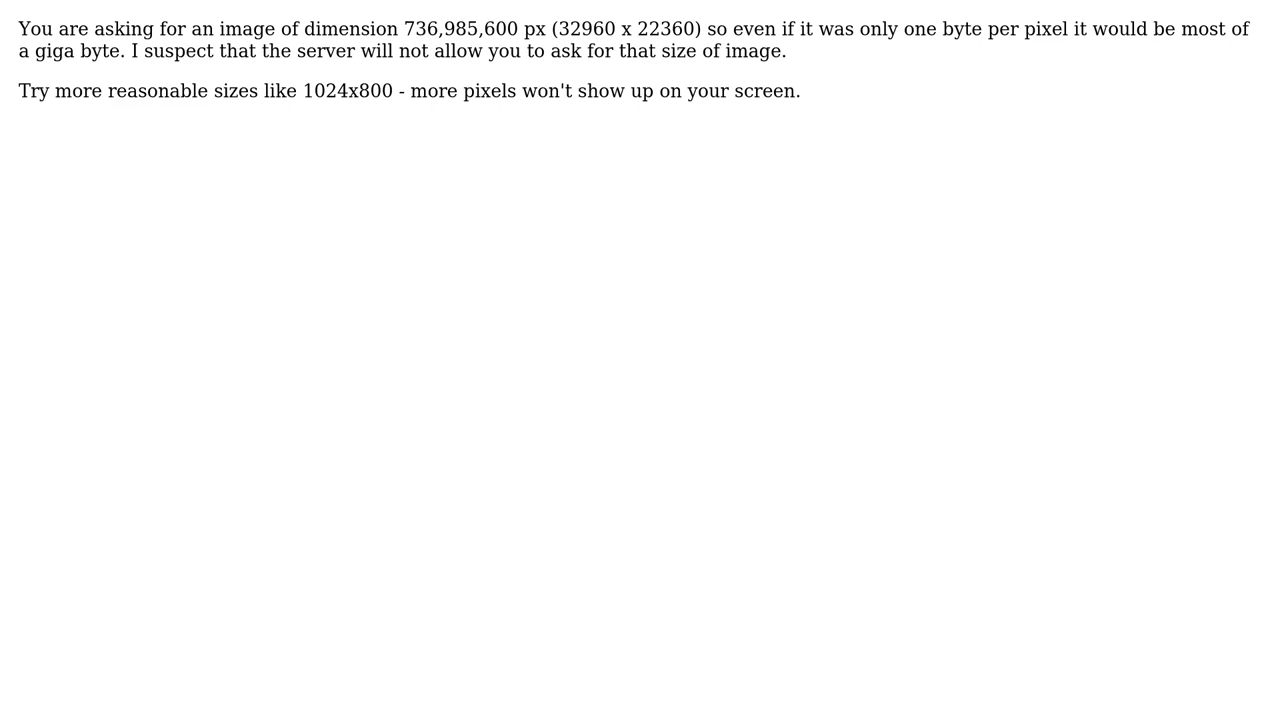 You are asking for an image of dimension 736,985,600 px (32960 x 22360) so even if it was only one byte per pixel it would be most of
a giga byte. I suspect that the server will not allow you to ask for that size of image.
Try more reasonable sizes like 1024x800 - more pixels won't show up on your screen.